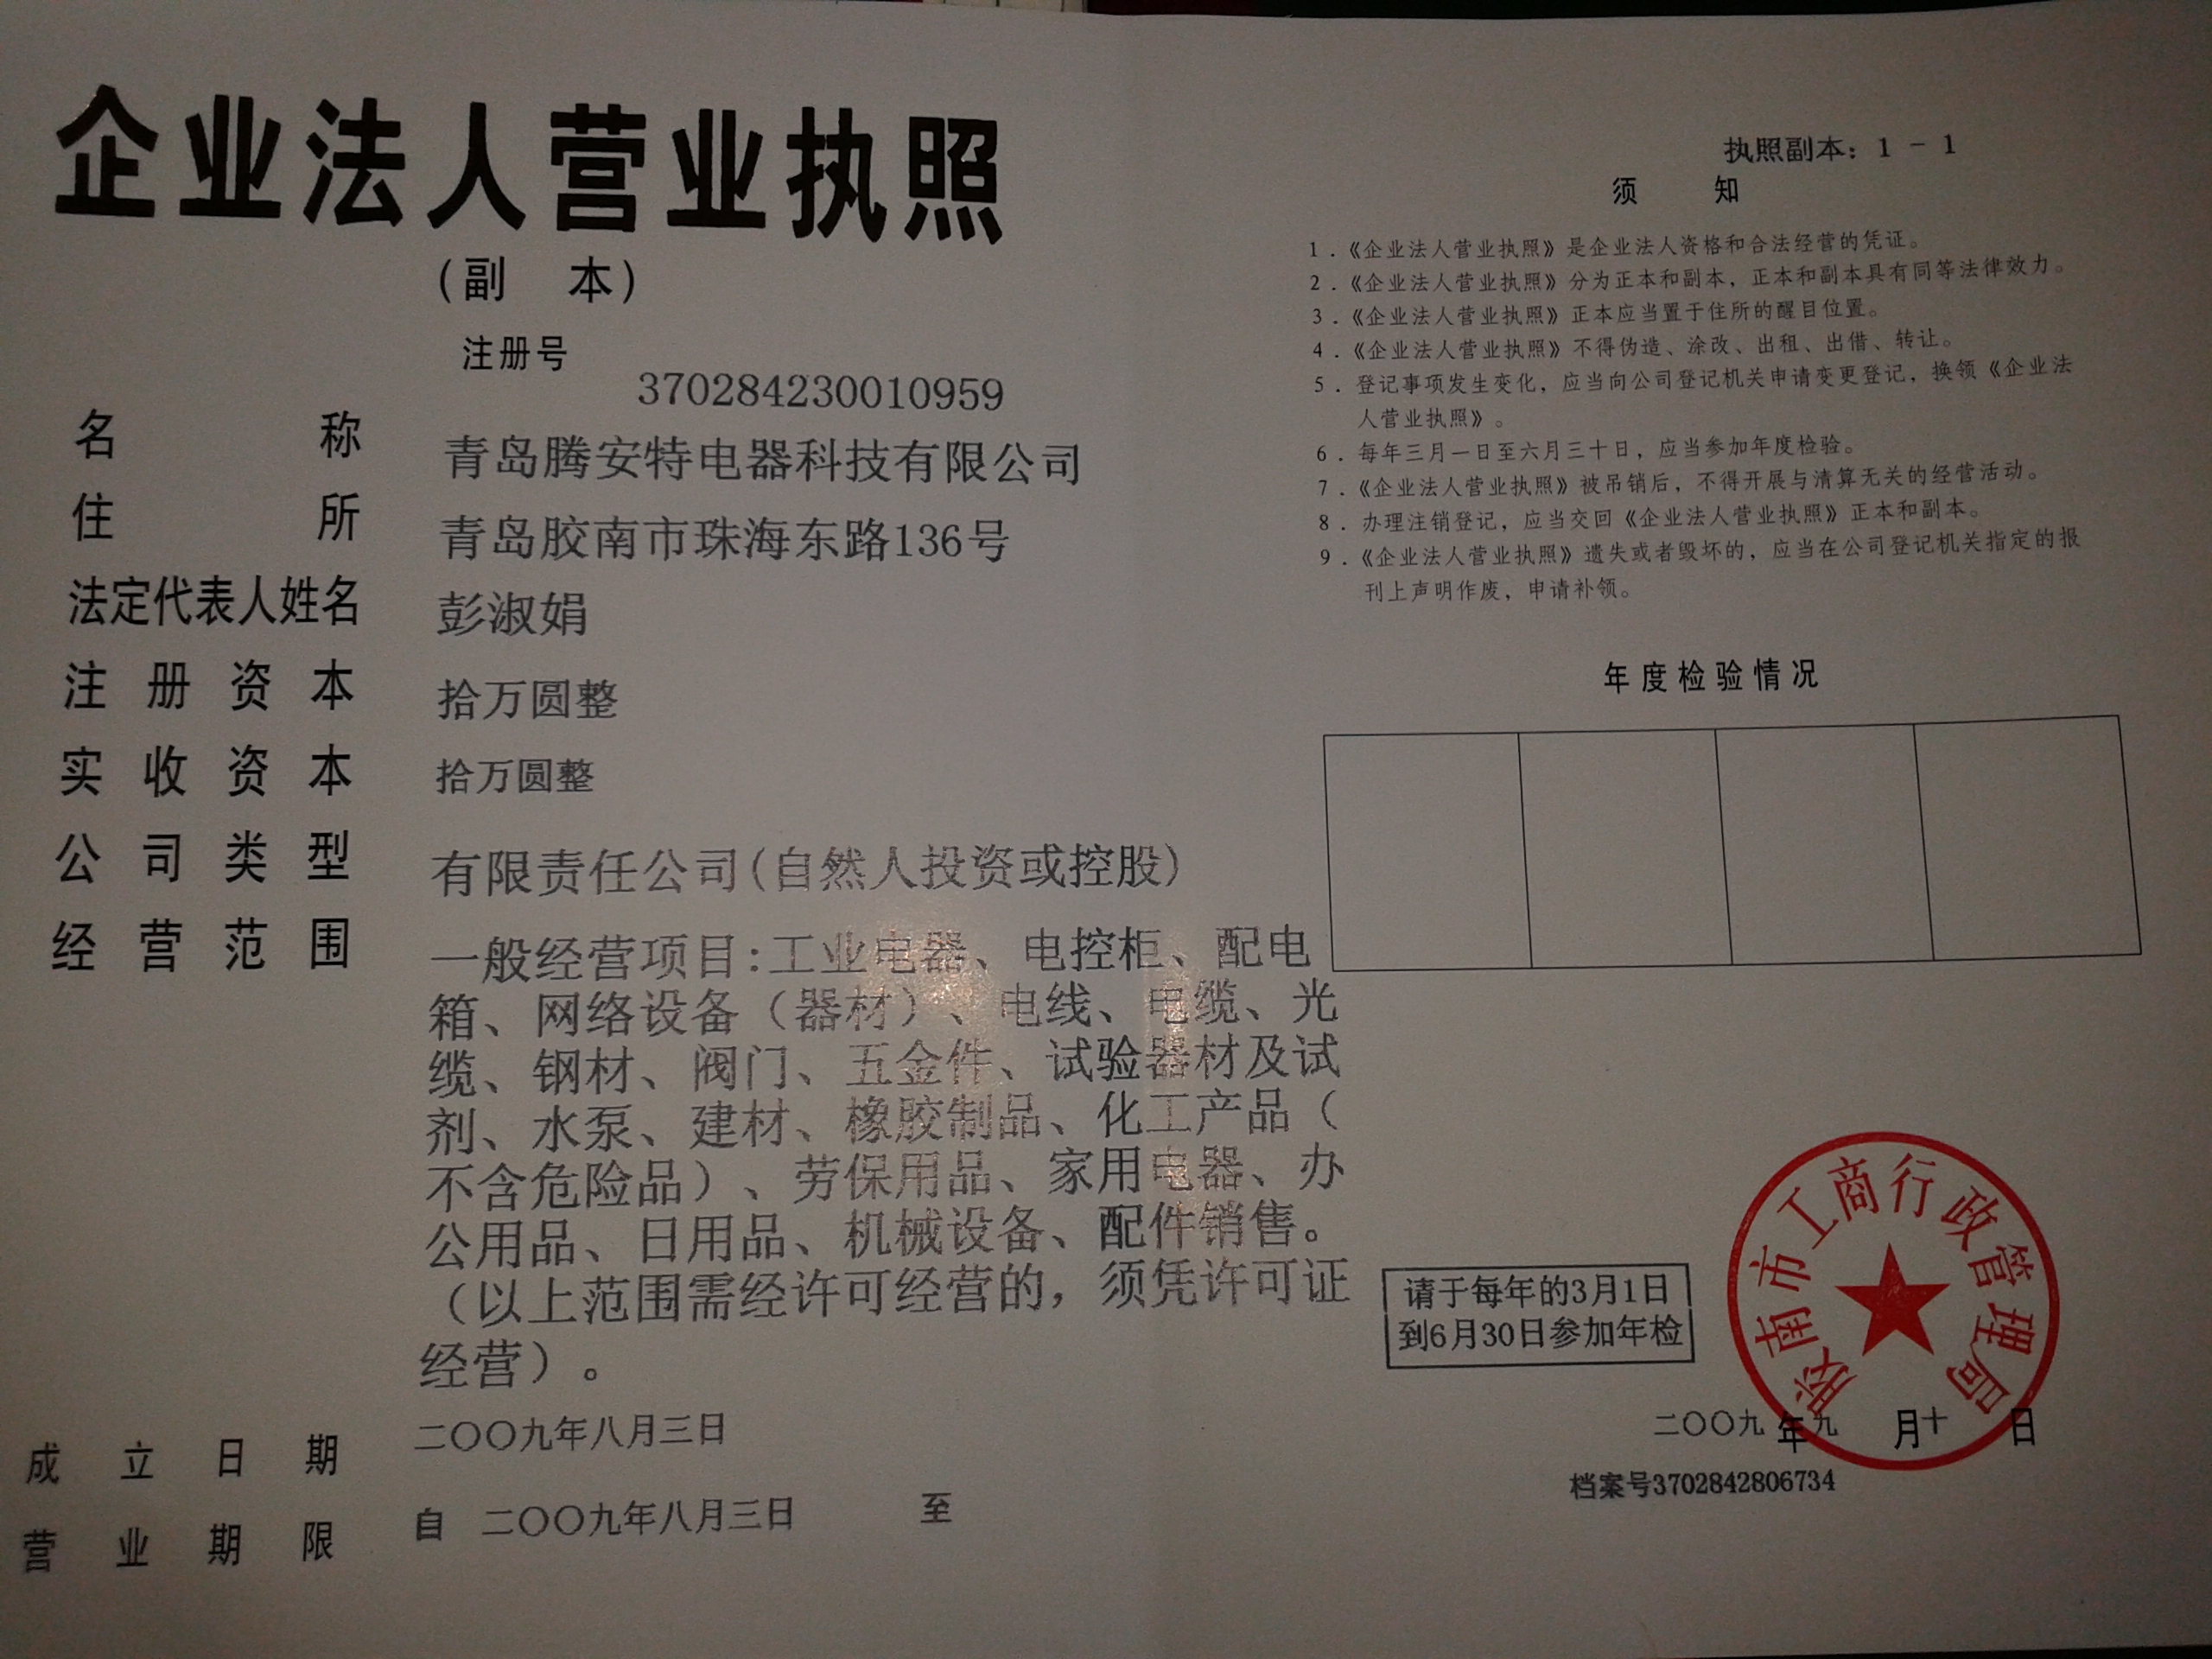 企业法人营业执照
（副 本）
注册号
370284230010959
名 称 青岛腾安特电器科技有限公司
住 所 青岛胶南市珠海东路136号
法定代表人姓名 彭淑娟
注册资本 拾万圆整
实收资本 拾万圆整
公司类型 有限责任公司(自然人投资或控股)
经营范围 一般经营项目:工业电器、电控柜、配电
箱、网络设备（器材）、电线、电缆、光
缆、钢材、阀门、五金件、试验器材及试
剂、水泵、建材、橡胶制品、化工产品（
不含危险品）、劳保用品、家用电器、办
公用品、日用品、机械设备、配件销售。
（以上范围需经许可经营的，须凭许可证
经营）。
成立日期 二〇〇九年八月三日
营业期限 自 二〇〇九年八月三日 至
执照副本：1－1
须 知
1．《企业法人营业执照》是企业法人资格和合法经营的凭证。
2．《企业法人营业执照》分为正本和副本，正本和副本具有同等法律效力。
3．《企业法人营业执照》正本应当置于住所的醒目位置。
4．《企业法人营业执照》不得伪造、涂改、出租、出借、转让。
5．登记事项发生变化，应当向公司登记机关申请变更登记，换领《企业法
人营业执照》。
6．每年三月一日至六月三十日，应当参加年度检验。
7．《企业法人营业执照》被吊销后，不得开展与清算无关的经营活动。
8．办理注销登记，应当交回《企业法人营业执照》正本和副本。
9．《企业法人营业执照》遗失或者毁坏的，应当在公司登记机关指定的报
刊上声明作废，申请补领。
年度检验情况
请于每年的3月1日
到6月30日参加年检
胶南市工商行政管理局
二〇〇九年九月十日
档案号3702842806734